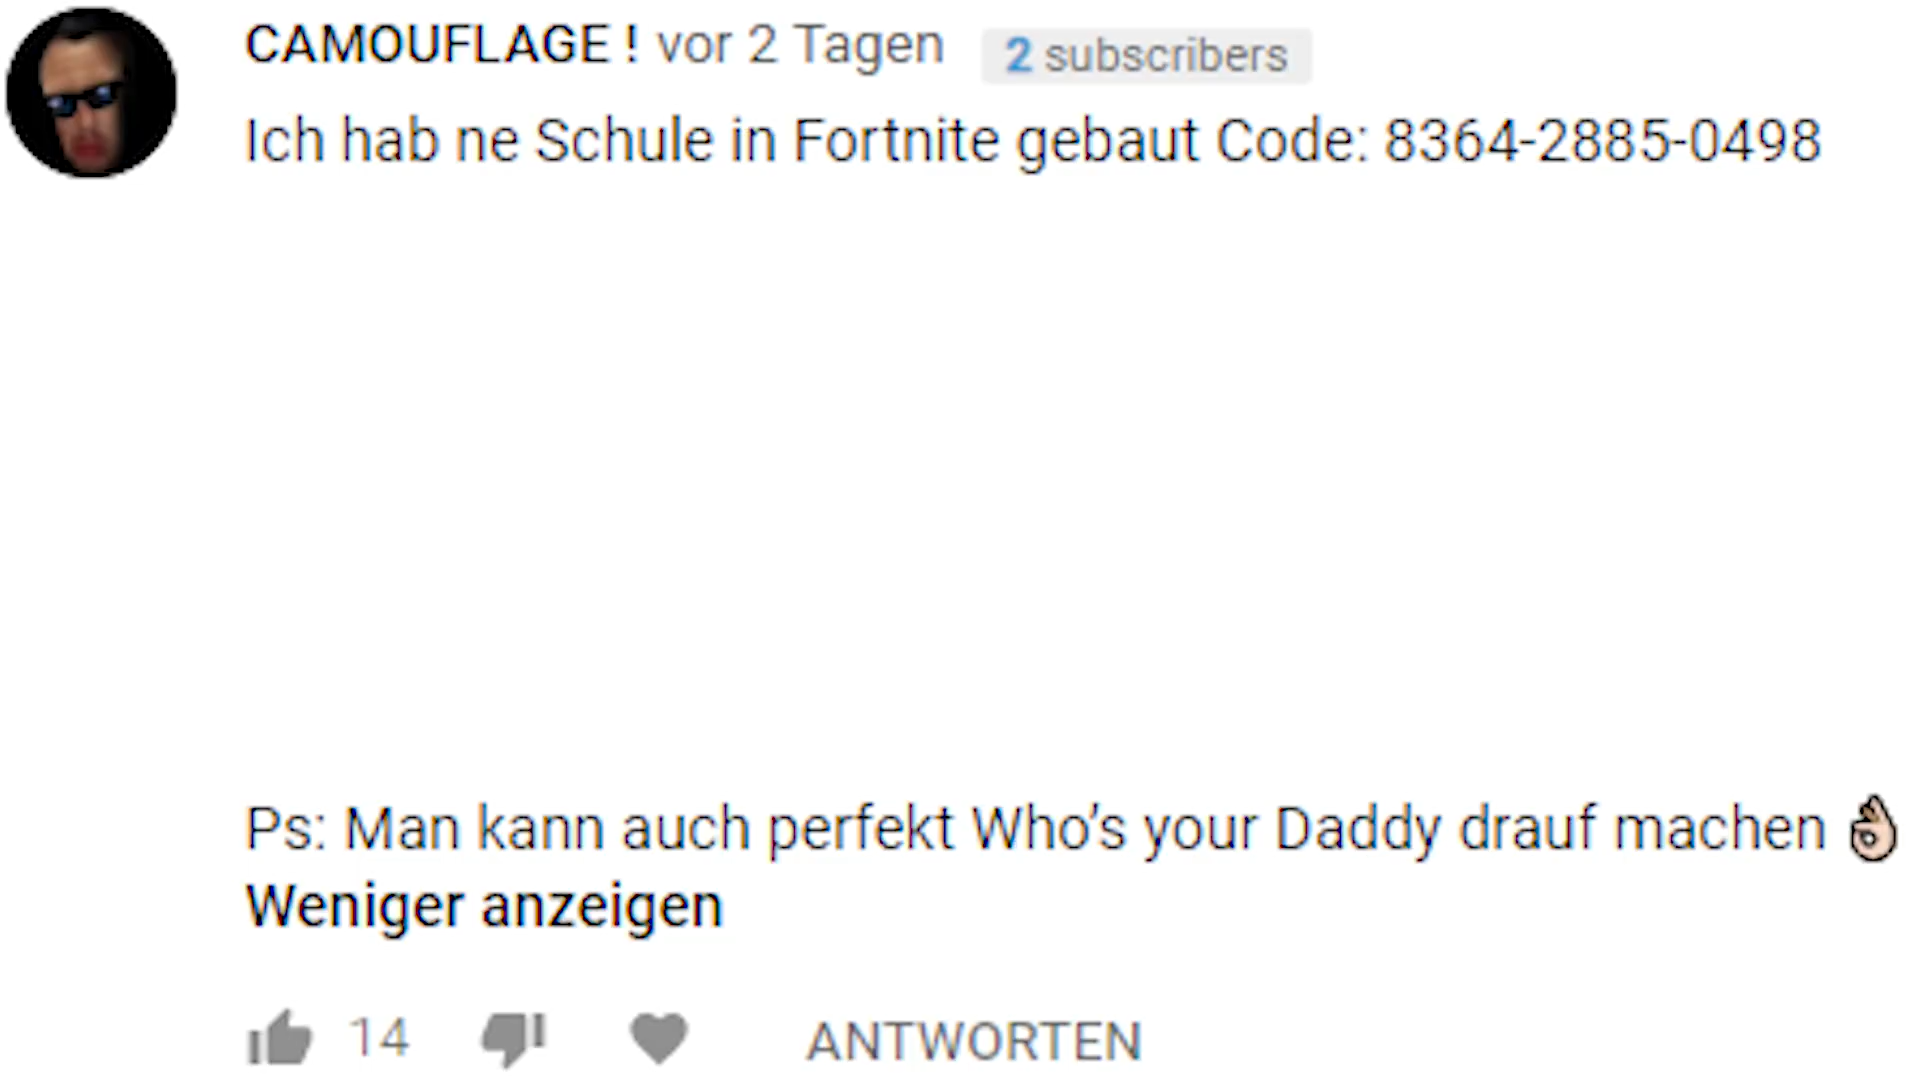 CAMOUFLAGE ! vor 2 Tagen 2 subscribers
Ich hab ne Schule in Fortnite gebaut Code: 8364-2885-0498
Ps: Man kann auch perfekt Who's your Daddy drauf machen 👌🏻
Weniger anzeigen
14 ANTWORTEN